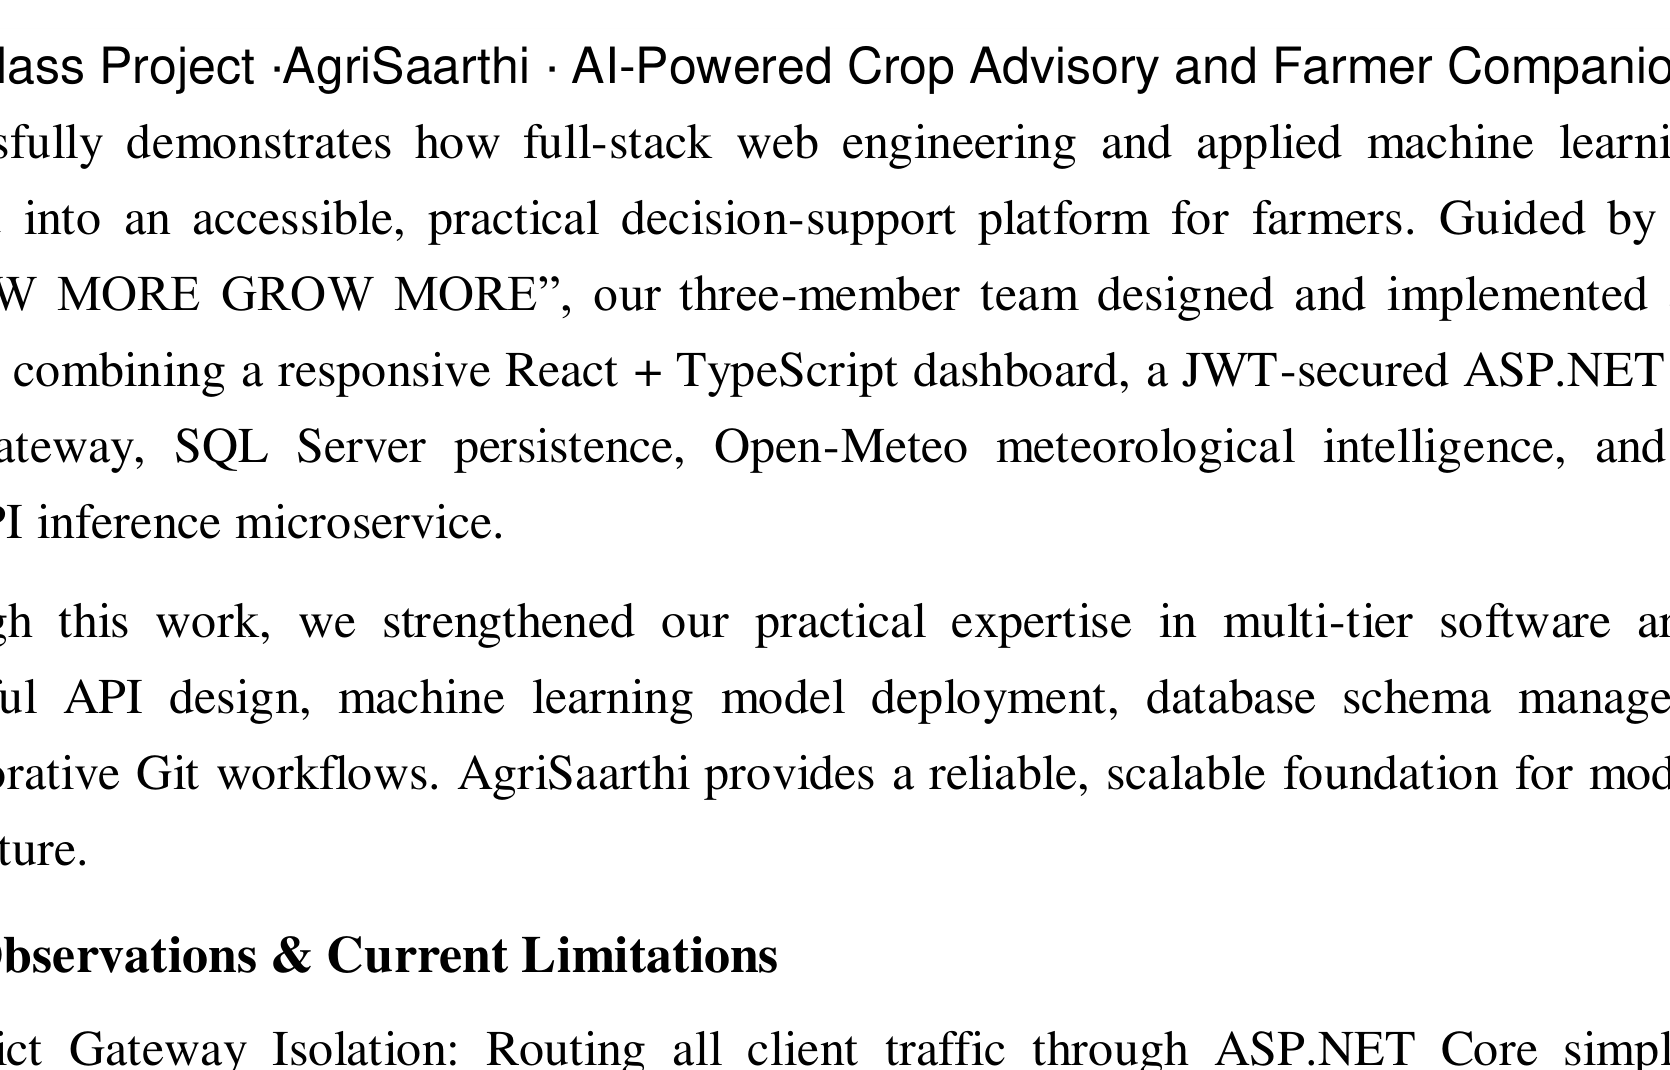 lass Project ·AgriSaarthi · AI-Powered Crop Advisory and Farmer Companio
sfully demonstrates how full-stack web engineering and applied machine learni
into an accessible, practical decision-support platform for farmers. Guided by
W MORE GROW MORE”, our three-member team designed and implemented
combining a responsive React + TypeScript dashboard, a JWT-secured ASP.NET
ateway, SQL Server persistence, Open-Meteo meteorological intelligence, and
PI inference microservice.
gh this work, we strengthened our practical expertise in multi-tier software ar
ful API design, machine learning model deployment, database schema manage
orative Git workflows. AgriSaarthi provides a reliable, scalable foundation for mod
ture.
Observations & Current Limitations
ict Gateway Isolation: Routing all client traffic through ASP.NET Core simpl